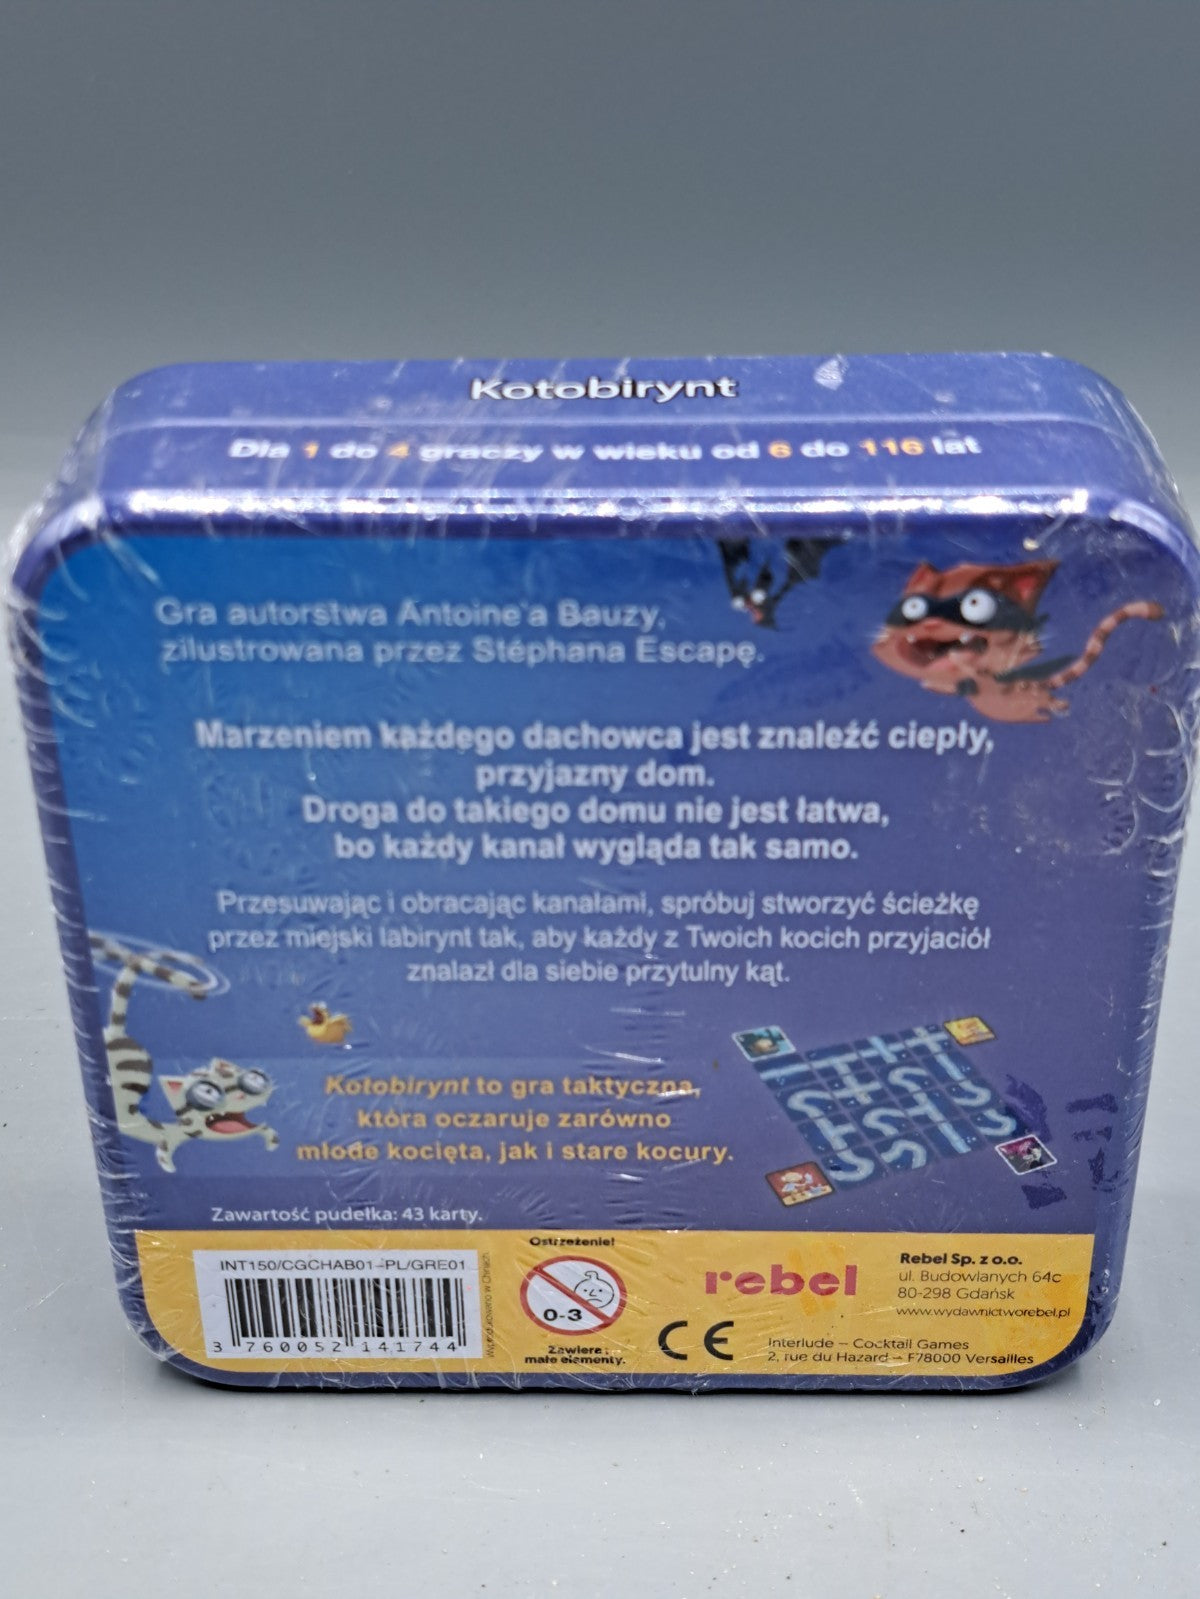 Kotobirynt
Dla 1 do 4 graczy w wieku od 6 do 116 lat
Gra autorstwa Antoine'a Bauzy,
zilustrowana przez Stéphana Escapę.
Marzeniem każdego dachowca jest znaleźć ciepły,
przyjazny dom.
Droga do takiego domu nie jest łatwa,
bo każdy kanał wygląda tak samo.
Przesuwając i obracając kanałami, spróbuj stworzyć ścieżkę
przez miejski labirynt tak, aby każdy z Twoich kocich przyjaciół
znalazł dla siebie przytulny kąt.
Kotobirynt to gra taktyczna,
która oczaruje zarówno
młode kocięta, jak i stare kocury.
Zawartość pudełka: 43 karty.
INT150/CGCHAB01-PL/GRE01
3 760052 141744
Wyprodukowano w Chinach
Ostrzeżenie!
0-3
Zawiera:
małe elementy.
rebel
CE
Rebel Sp. z o.o.
ul. Budowlanych 64c
80-298 Gdańsk
www.wydawnictworebel.pl
Interlude – Cocktail Games
2, rue du Hazard – F78000 Versailles